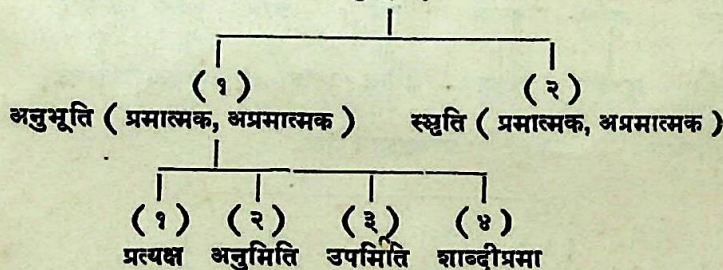 (१) (२)
अनुभूति ( प्रमात्मक, अप्रमात्मक ) स्मृति ( प्रमात्मक, अप्रमात्मक )
(१) (२) (३) (४)
प्रत्यक्ष अनुमिति उपमिति शाब्दीप्रमा